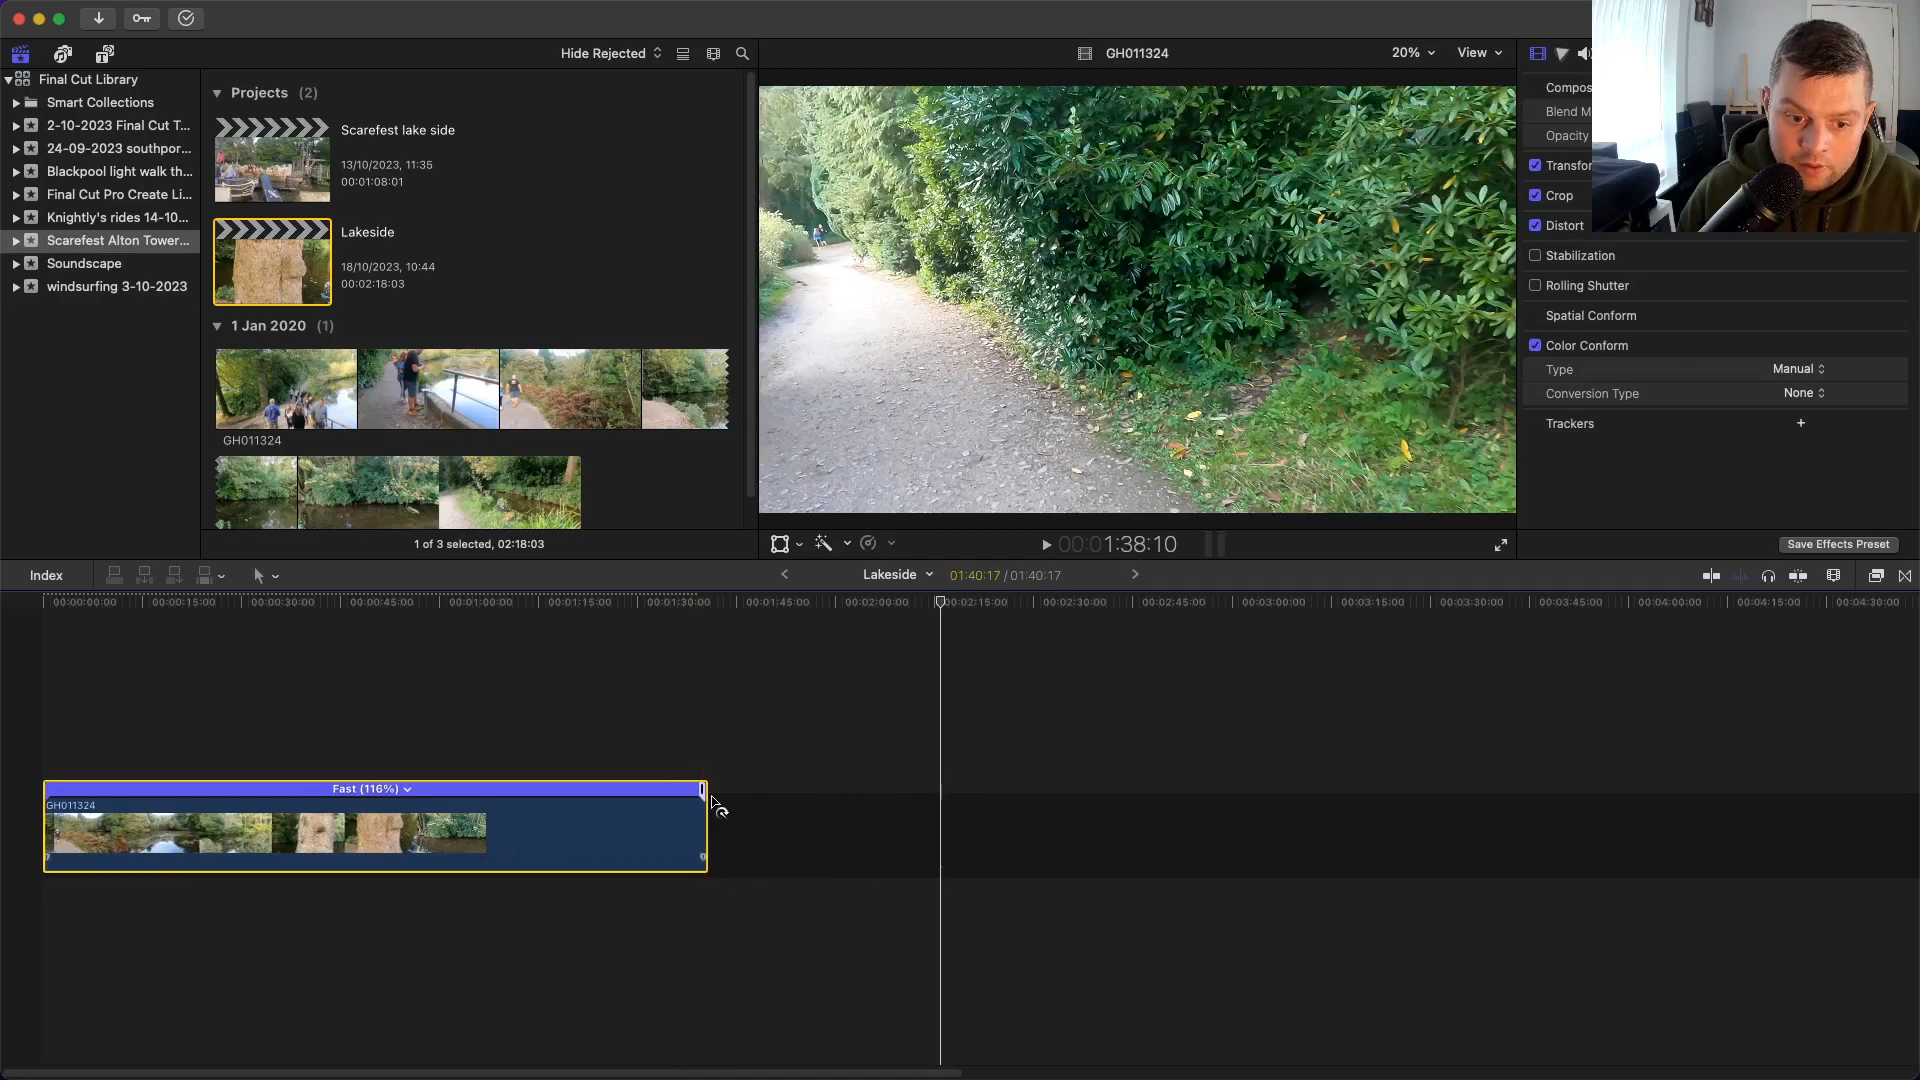 Hide Rejected
GH011324
20%
View
Final Cut Library
Smart Collections
2-10-2023 Final Cut T...
24-09-2023 southpor...
Blackpool light walk th...
Final Cut Pro Create Li...
Knightly's rides 14-10...
Scarefest Alton Tower...
Soundscape
windsurfing 3-10-2023
Projects (2)
Scarefest lake side
13/10/2023, 11:35
00:01:08:01
Lakeside
18/10/2023, 10:44
00:02:18:03
1 Jan 2020 (1)
GH011324
1 of 3 selected, 02:18:03
00:01:38:10
Compos
Blend M
Opacity
Transfor
Crop
Distort
Stabilization
Rolling Shutter
Spatial Conform
Color Conform
Type Manual
Conversion Type None
Trackers +
Save Effects Preset
Index
Lakeside
01:40:17 / 01:40:17
00:00:00:00 00:00:15:00 00:00:30:00 00:00:45:00 00:01:00:00 00:01:15:00 00:01:30:00 00:01:45:00 00:02:00:00 00:02:15:00 00:02:30:00 00:02:45:00 00:03:00:00 00:03:15:00 00:03:30:00 00:03:45:00 00:04:00:00 00:04:15:00 00:04:30:00
Fast (116%)
GH011324